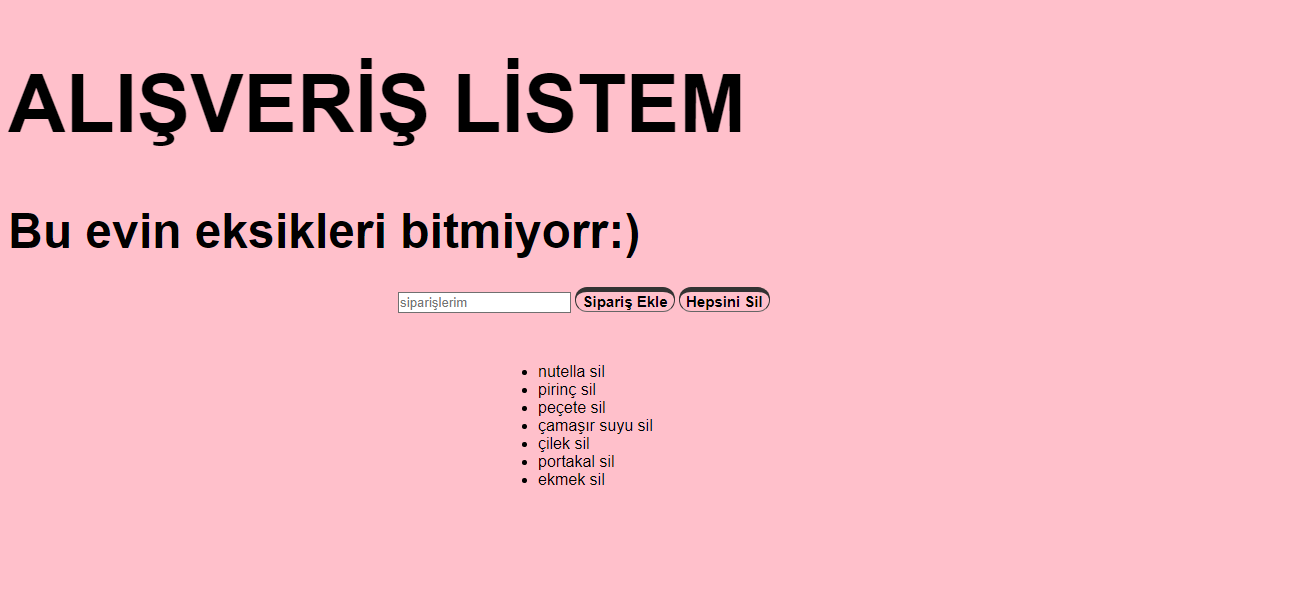 ALIŞVERİŞ LİSTEM
Bu evin eksikleri bitmiyorr:)
siparişlerim Sipariş Ekle Hepsini Sil
nutella sil
pirinç sil
peçete sil
çamaşır suyu sil
çilek sil
portakal sil
ekmek sil